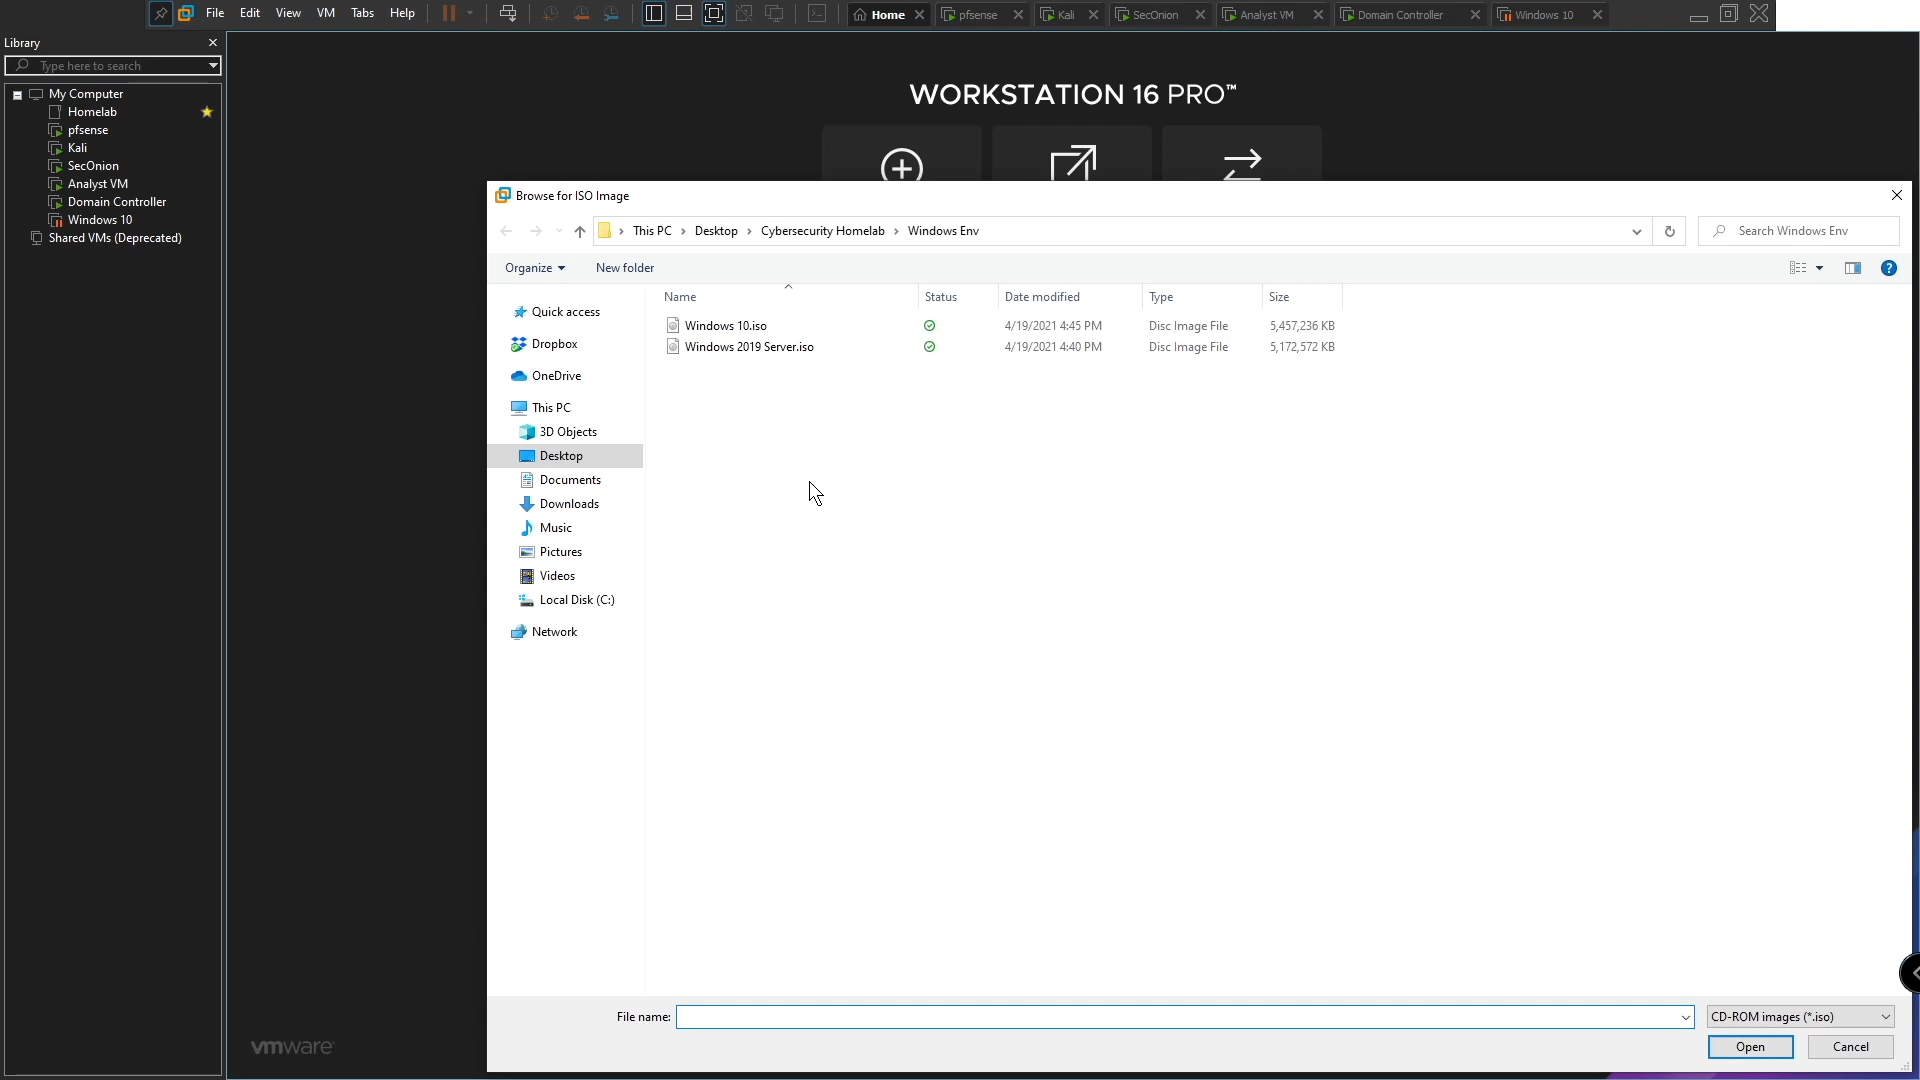 File Edit View VM Tabs Help
Home pfsense Kali SecOnion Analyst VM Domain Controller Windows 10
Library
Type here to search
My Computer
Homelab
pfsense
Kali
SecOnion
Analyst VM
Domain Controller
Windows 10
Shared VMs (Deprecated)
WORKSTATION 16 PRO™
Browse for ISO Image
This PC > Desktop > Cybersecurity Homelab > Windows Env
Search Windows Env
Organize New folder
Name Status Date modified Type Size
Windows 10.iso 4/19/2021 4:45 PM Disc Image File 5,457,236 KB
Windows 2019 Server.iso 4/19/2021 4:40 PM Disc Image File 5,172,572 KB
Quick access
Dropbox
OneDrive
This PC
3D Objects
Desktop
Documents
Downloads
Music
Pictures
Videos
Local Disk (C:)
Network
File name:
CD-ROM images (*.iso)
Open Cancel
vmware